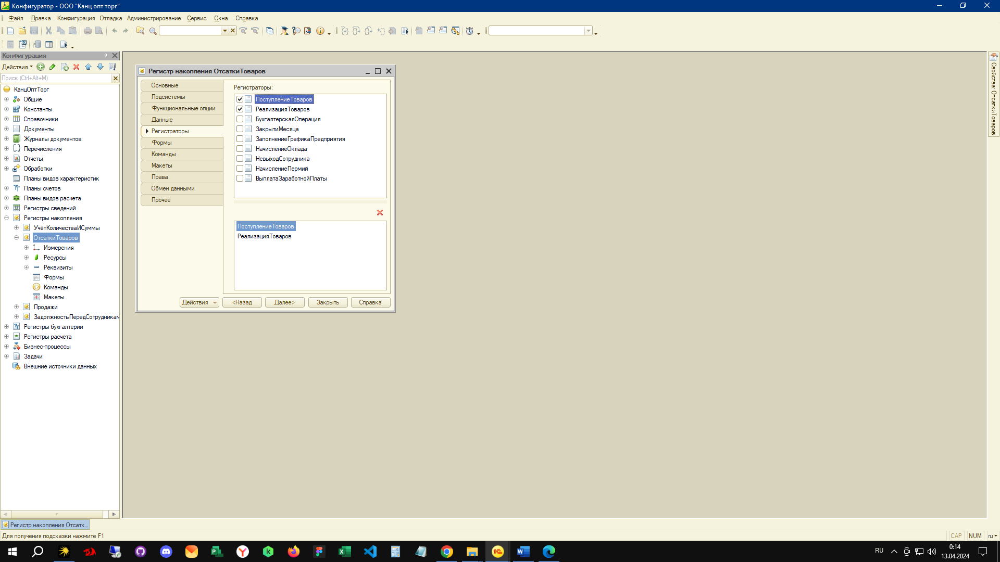 Конфигуратор - ООО "Канц опт торг"
Файл Правка Конфигурация Отладка Администрирование Сервис Окна Справка
Конфигурация
Действия
Поиск (Ctrl+Alt+M)
КанцОптТорг
Общие
Константы
Справочники
Документы
Журналы документов
Перечисления
Отчеты
Обработки
Планы видов характеристик
Планы счетов
Планы видов расчета
Регистры сведений
Регистры накопления
УчётКоличестваИСуммы
ОтсаткиТоваров
Измерения
Ресурсы
Реквизиты
Формы
Команды
Макеты
Продажи
ЗадолжностьПередСотрудникам
Регистры бухгалтерии
Регистры расчета
Бизнес-процессы
Задачи
Внешние источники данных
Регистр накопления ОтсаткиТоваров
Основные
Подсистемы
Функциональные опции
Данные
Регистраторы
Формы
Команды
Макеты
Права
Обмен данными
Прочее
Регистраторы:
ПоступлениеТоваров
РеализацияТоваров
БухгалтерскаяОперация
ЗакрытиМесяца
ЗаполнениеГрафикаПредприятия
НачислениеОклада
НевыходСотрудника
НачислениеПермий
ВыплатаЗаработнойПлаты
ПоступлениеТоваров
РеализацияТоваров
Действия <Назад Далее> Закрыть Справка
Свойства: ОтсаткиТоваров
Регистр накопления Отсатк...
Для получения подсказки нажмите F1
CAP NUM ru
RU
0:14
13.04.2024